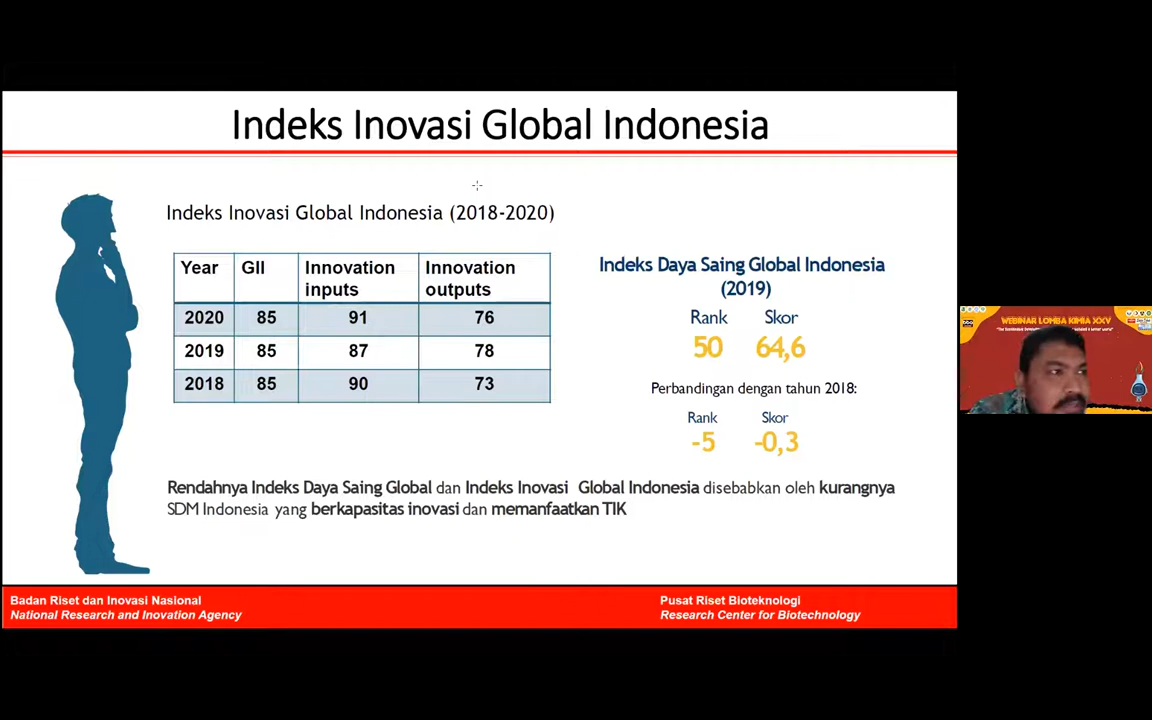 Indeks Inovasi Global Indonesia
Indeks Inovasi Global Indonesia (2018-2020)
Year GII Innovation inputs Innovation outputs
2020 85 91 76
2019 85 87 78
2018 85 90 73
Indeks Daya Saing Global Indonesia
(2019)
Rank Skor
50 64,6
Perbandingan dengan tahun 2018:
Rank Skor
-5 -0,3
Rendahnya Indeks Daya Saing Global dan Indeks Inovasi Global Indonesia disebabkan oleh kurangnya
SDM Indonesia yang berkapasitas inovasi dan memanfaatkan TIK
Badan Riset dan Inovasi Nasional
National Research and Inovation Agency
Pusat Riset Bioteknologi
Research Center for Biotechnology
WEBINAR LOMBA KIMIA XXV